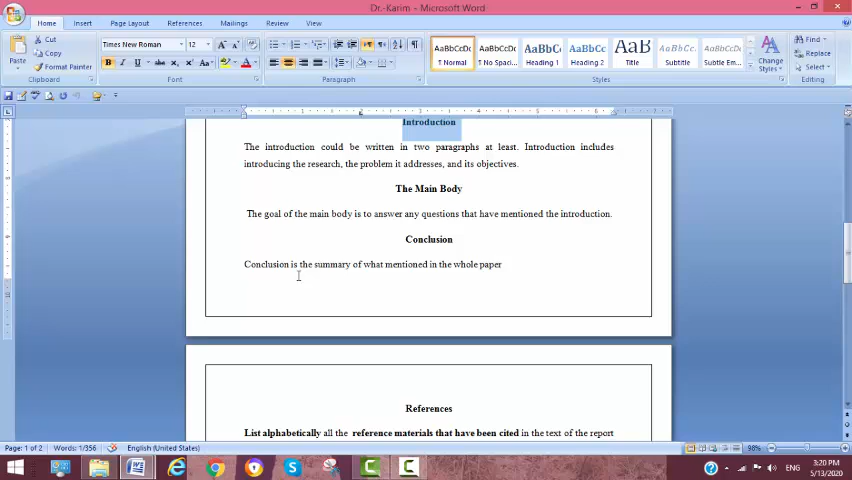 Dr.-Karim - Microsoft Word
Home Insert Page Layout References Mailings Review View
Cut
Copy
Format Painter
Paste
Clipboard
Times New Roman 12
Font
Paragraph
AaBbCcDc AaBbCcDc AaBbC AaBbCc AaB AaBbCc. AaBbCcDc
T Normal T No Spaci... Heading 1 Heading 2 Title Subtitle Subtle Em...
Change Styles
Styles
Find
Replace
Select
Editing
Introduction
The introduction could be written in two paragraphs at least. Introduction includes
introducing the research, the problem it addresses, and its objectives.
The Main Body
The goal of the main body is to answer any questions that have mentioned the introduction.
Conclusion
Conclusion is the summary of what mentioned in the whole paper
References
List alphabetically all the reference materials that have been cited in the text of the report
Page: 1 of 2 Words: 1/356 English (United States) 98%
ENG
3:20 PM
5/13/2020